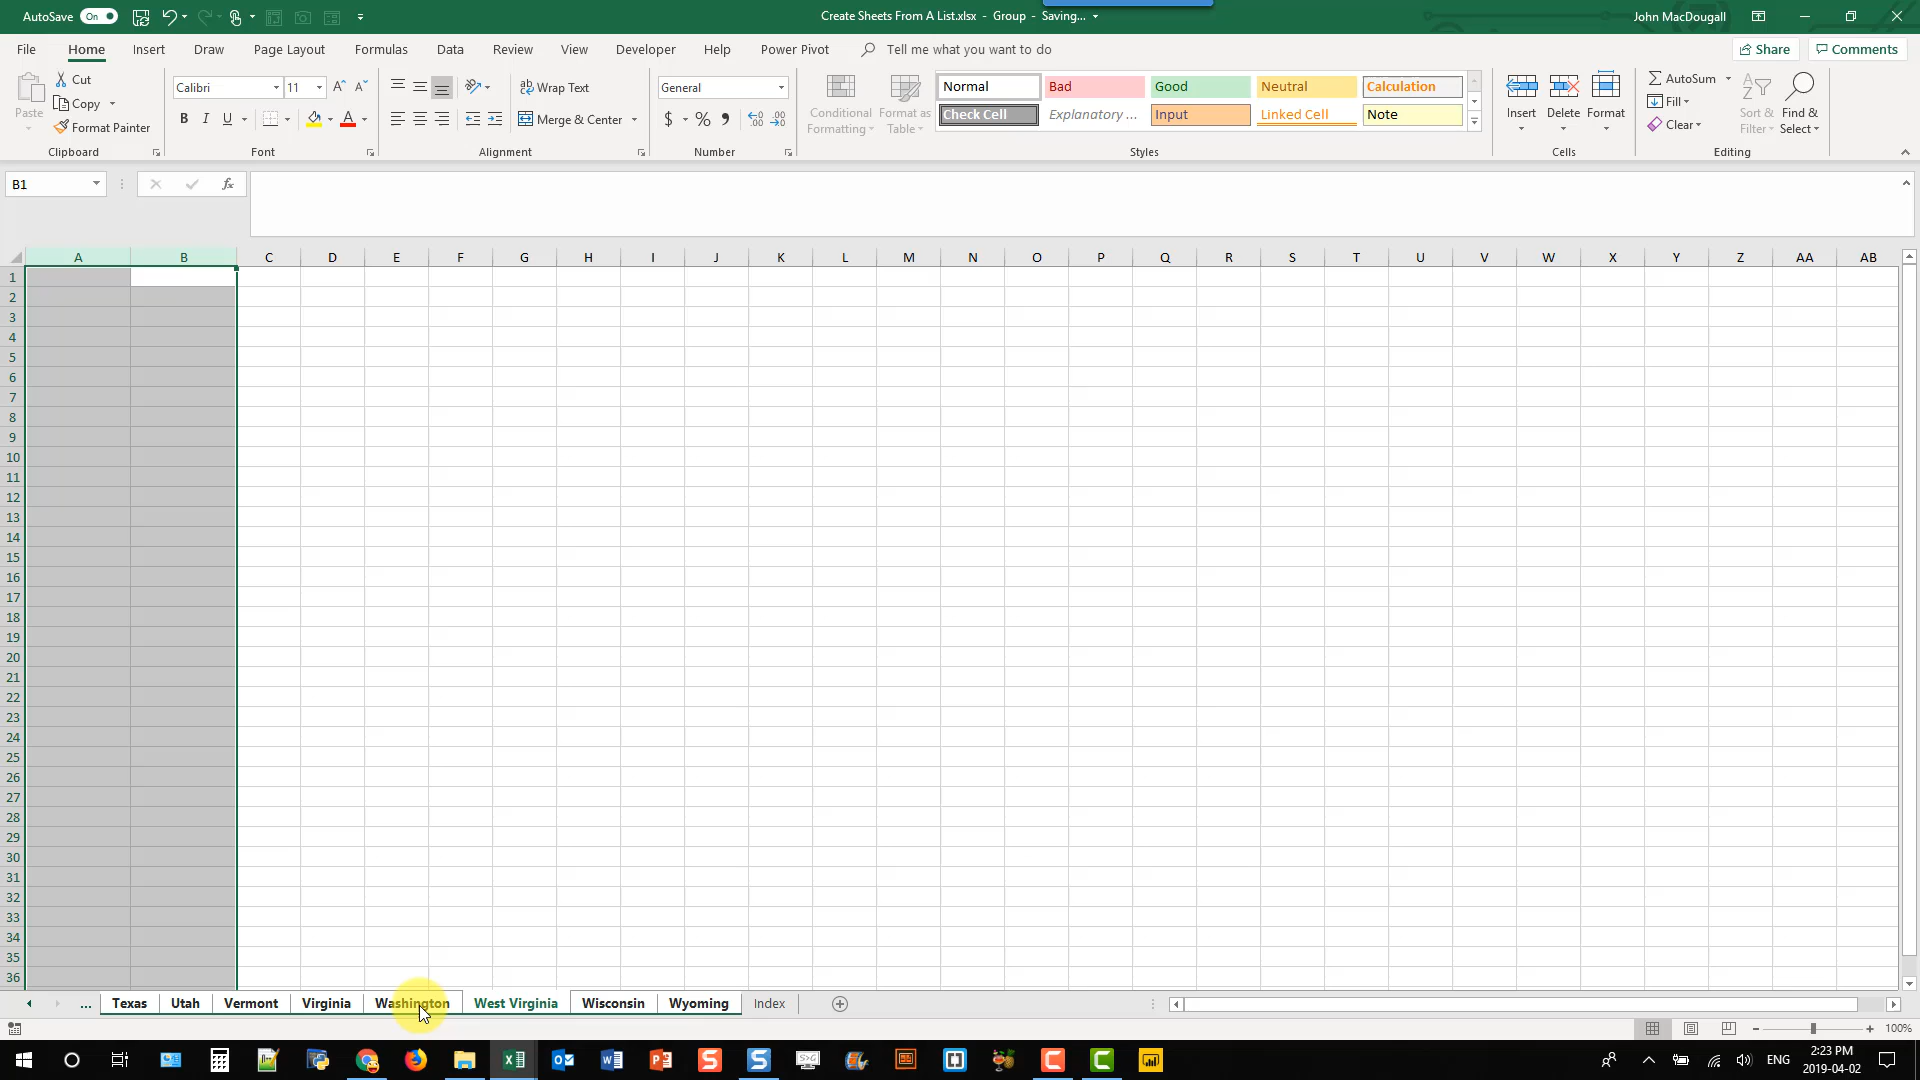 AutoSave On Create Sheets From A List.xlsx - Group - Saving... John MacDougall
File Home Insert Draw Page Layout Formulas Data Review View Developer Help Power Pivot Tell me what you want to do Share Comments
Paste Cut Copy Format Painter
Calibri 11
B I U A
Wrap Text
Merge & Center
General
$ % 9
Conditional Formatting Format as Table
Normal Bad Good Neutral Calculation
Check Cell Explanatory ... Input Linked Cell Note
Insert Delete Format
AutoSum Fill Clear
Sort & Filter Find & Select
Clipboard Font Alignment Number Styles Cells Editing
B1 fx
A B C D E F G H I J K L M N O P Q R S T U V W X Y Z AA AB
1
2
3
4
5
6
7
8
9
10
11
12
13
14
15
16
17
18
19
20
21
22
23
24
25
26
27
28
29
30
31
32
33
34
35
36
... Texas Utah Vermont Virginia Washington West Virginia Wisconsin Wyoming Index
100%
ENG 2:23 PM
2019-04-02